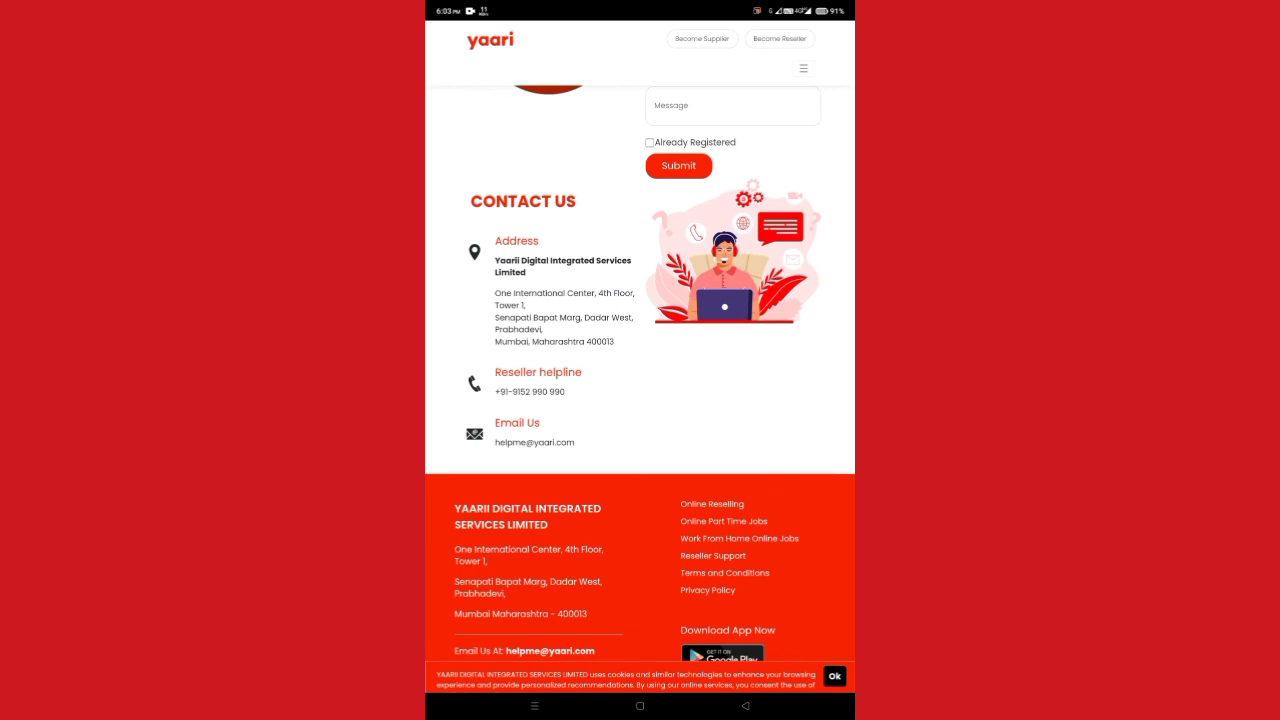 6:03 PM 11 91%
yaari
Become Supplier
Become Reseller
Message
Already Registered
Submit
CONTACT US
Address
Yaarii Digital Integrated Services
Limited
One International Center, 4th Floor,
Tower 1,
Senapati Bapat Marg, Dadar West,
Prabhadevi,
Mumbai, Maharashtra 400013
Reseller helpline
+91-9152 990 990
Email Us
helpme@yaari.com
YAARII DIGITAL INTEGRATED
SERVICES LIMITED
One International Center, 4th Floor,
Tower 1,
Senapati Bapat Marg, Dadar West,
Prabhadevi,
Mumbai Maharashtra - 400013
Email Us At: helpme@yaari.com
Online Reselling
Online Part Time Jobs
Work From Home Online Jobs
Reseller Support
Terms and Conditions
Privacy Policy
Download App Now
GET IT ON
Google Play
YAARII DIGITAL INTEGRATED SERVICES LIMITED uses cookies and similar technologies to enhance your browsing
experience and provide personalized recommendations. By using our online services, you consent the use of
Ok